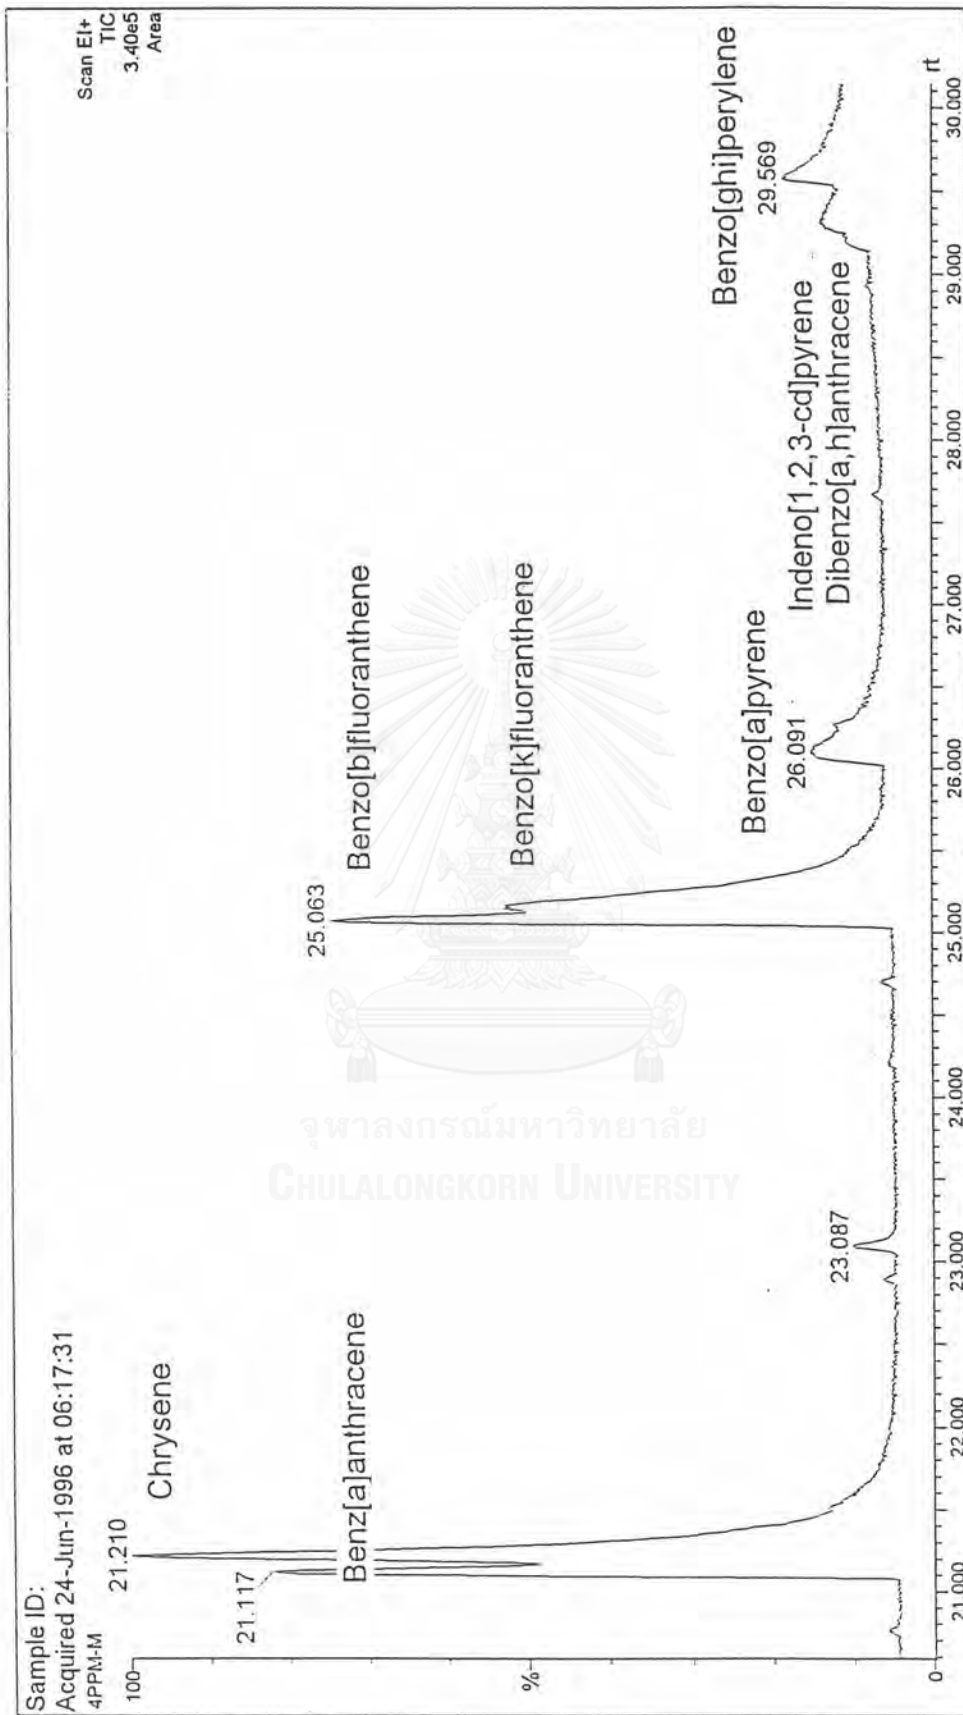 Sample ID:
Acquired 24-Jun-1996 at 06:17:31
4PPM-M
Scan EI+
TIC
3.40e5
Area
100
%
0
21.210
Chrysene
21.117
Benz[a]anthracene
23.087
25.063
Benzo[b]fluoranthene
Benzo[k]fluoranthene
Benzo[a]pyrene
26.091
Indeno[1,2,3-cd]pyrene
Dibenzo[a,h]anthracene
Benzo[ghi]perylene
29.569
21.000 22.000 23.000 24.000 25.000 26.000 27.000 28.000 29.000 30.000
rt
จุฬาลงกรณ์มหาวิทยาลัย
CHULALONGKORN UNIVERSITY